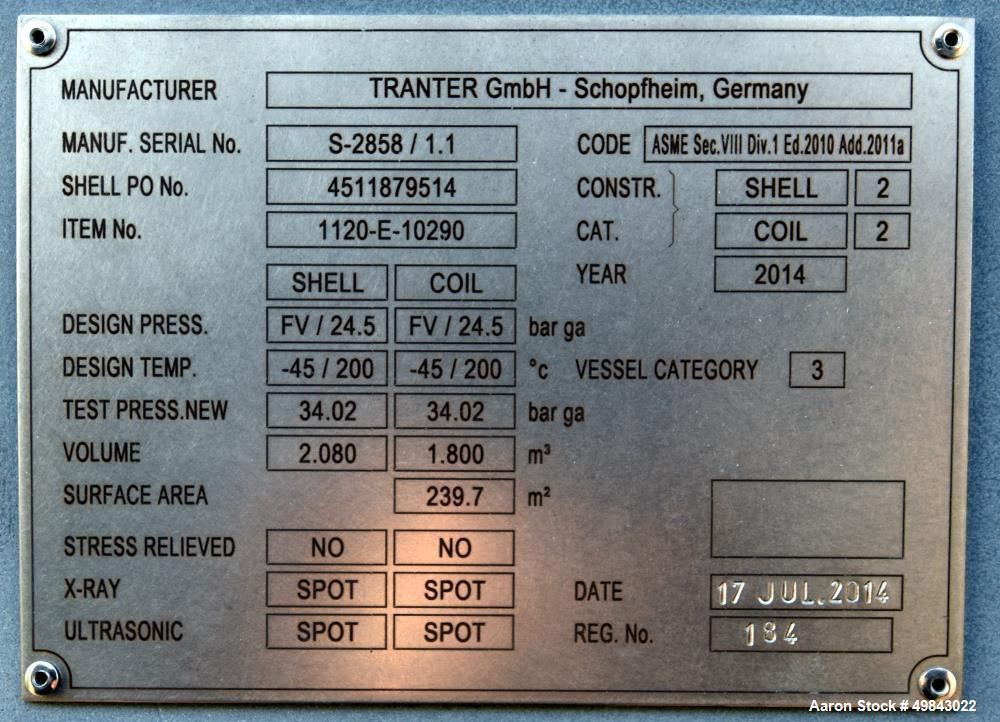 MANUFACTURER TRANTER GmbH - Schopfheim, Germany
MANUF. SERIAL No. S-2858 / 1.1 CODE ASME Sec.VIII Div.1 Ed.2010 Add.2011a
SHELL PO No. 4511879514 CONSTR. SHELL 2
ITEM No. 1120-E-10290 CAT. COIL 2
SHELL COIL YEAR 2014
DESIGN PRESS. FV / 24.5 FV / 24.5 bar ga
DESIGN TEMP. -45 / 200 -45 / 200 °c VESSEL CATEGORY 3
TEST PRESS.NEW 34.02 34.02 bar ga
VOLUME 2.080 1.800 m³
SURFACE AREA 239.7 m²
STRESS RELIEVED NO NO
X-RAY SPOT SPOT DATE 17 JUL.2014
ULTRASONIC SPOT SPOT REG. No. 184
Aaron Stock # 49843022